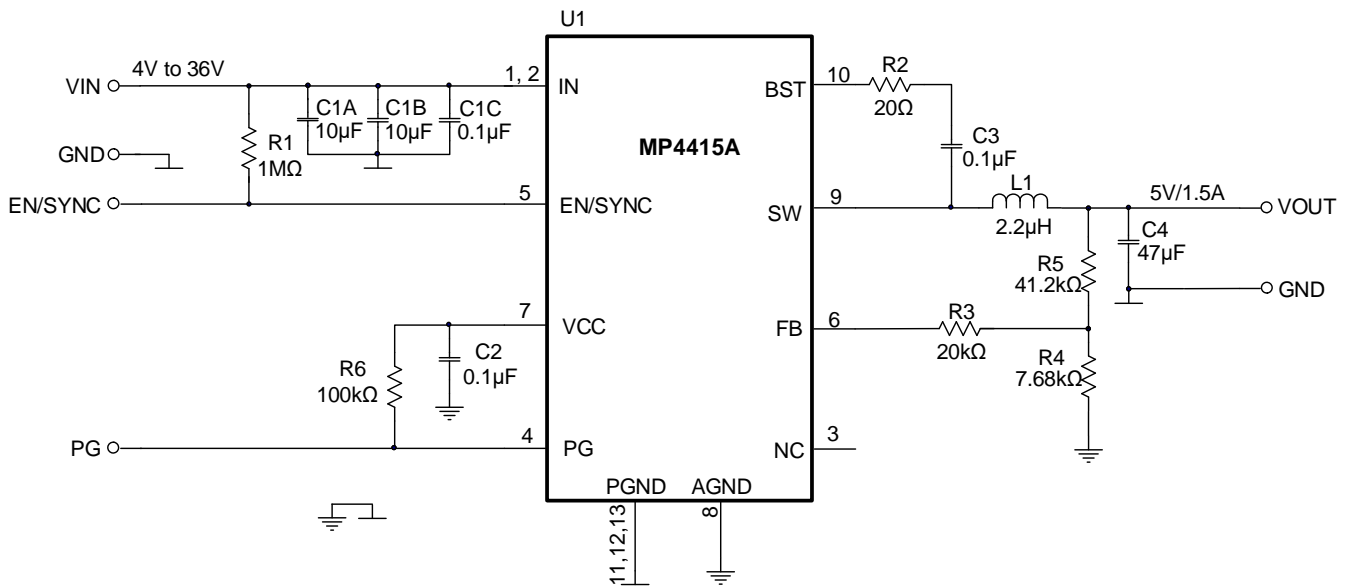 U1
VIN
4V to 36V
1, 2
IN
C1A
10µF
C1B
10µF
C1C
0.1µF
R1
1MΩ
GND
EN/SYNC
5
EN/SYNC
MP4415A
BST
10
R2
20Ω
C3
0.1µF
SW
9
L1
2.2µH
5V/1.5A
VOUT
C4
47µF
R5
41.2kΩ
GND
7
VCC
C2
0.1µF
R6
100kΩ
FB
6
R3
20kΩ
R4
7.68kΩ
PG
4
PG
NC
3
PGND
AGND
11,12,13
8